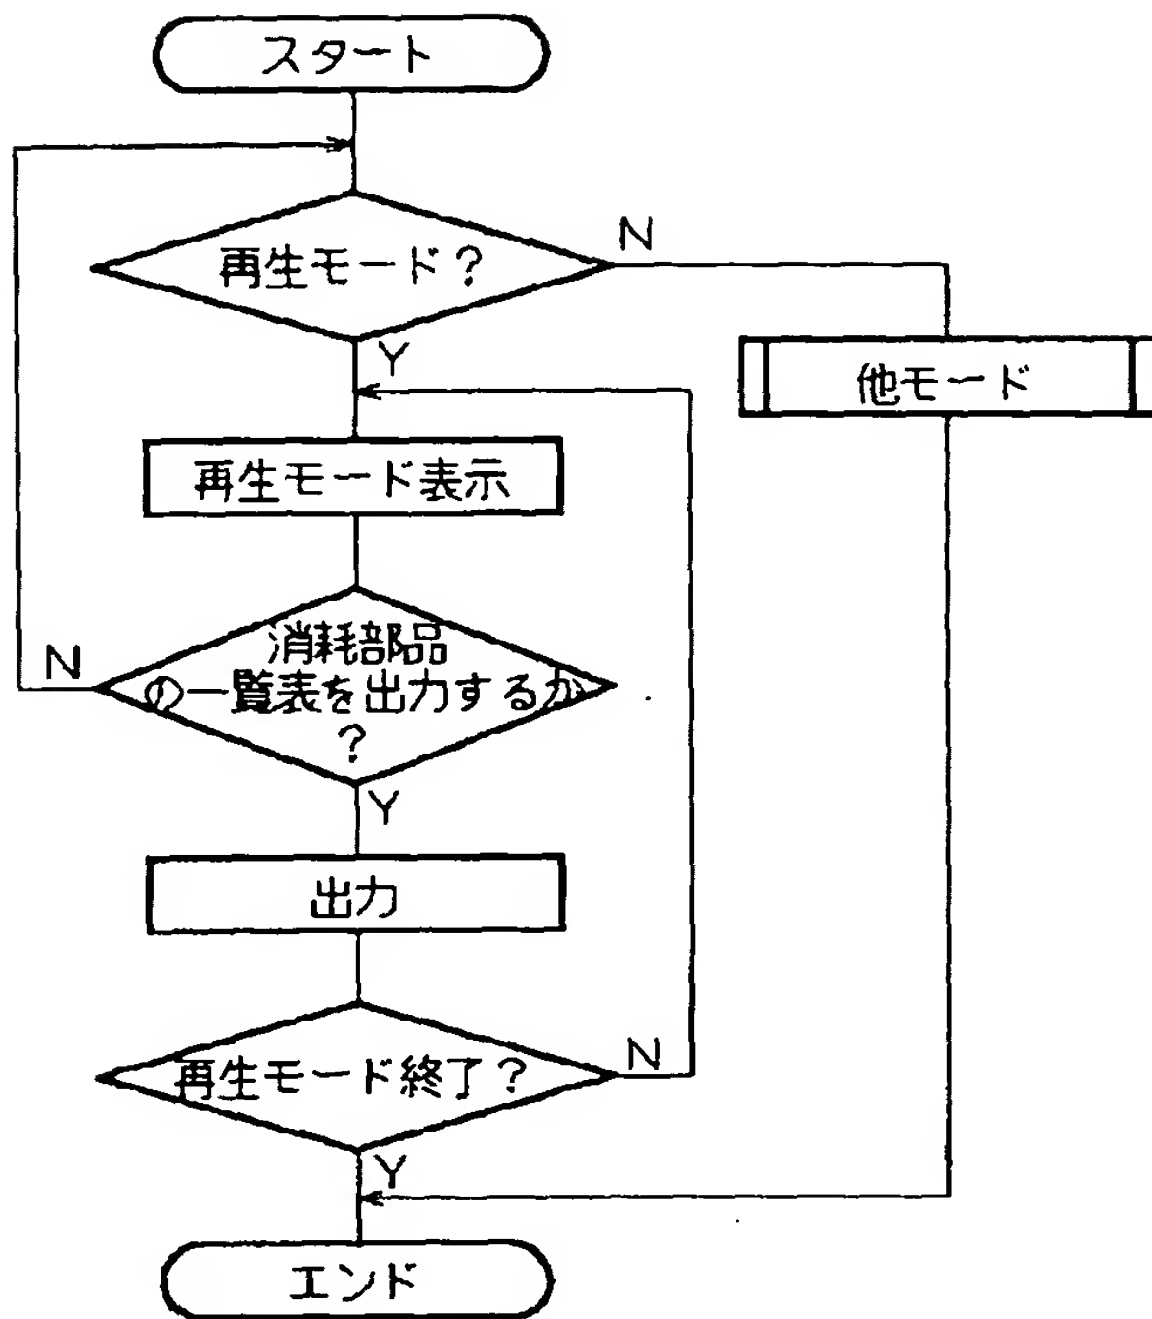 スタート
再生モード？
N
Y
他モード
再生モード表示
消耗部品
の一覧表を出力するか
？
N
Y
出力
再生モード終了？
N
Y
エンド